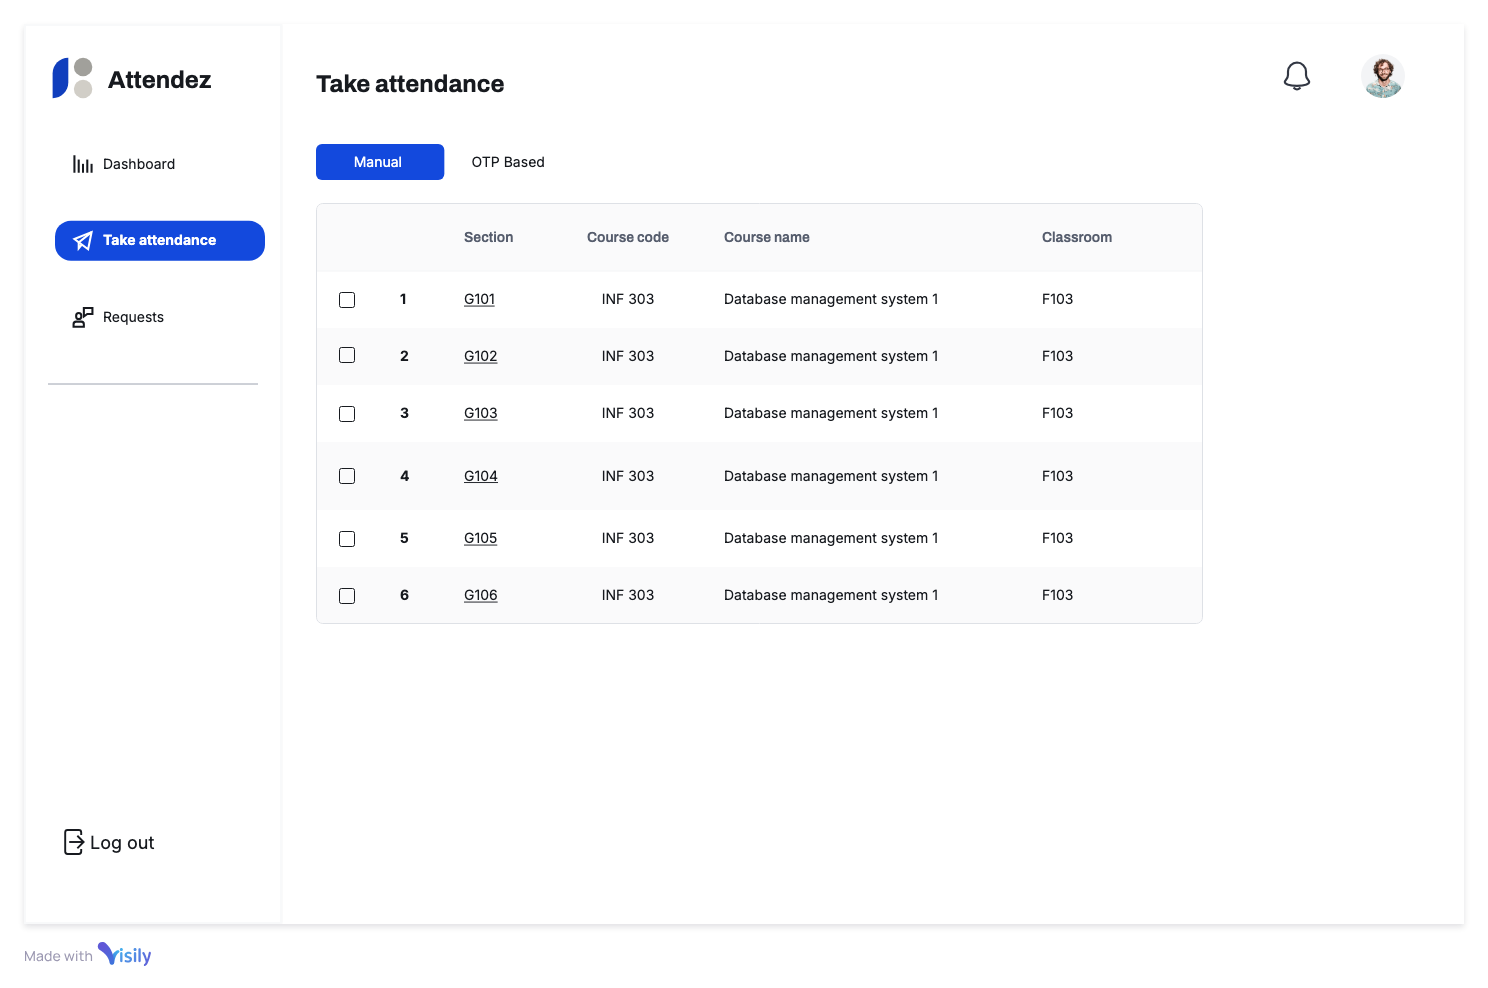 Attendez
Dashboard
Take attendance
Requests
Log out
Take attendance
Manual OTP Based
Section Course code Course name Classroom
1 G101 INF 303 Database management system 1 F103
2 G102 INF 303 Database management system 1 F103
3 G103 INF 303 Database management system 1 F103
4 G104 INF 303 Database management system 1 F103
5 G105 INF 303 Database management system 1 F103
6 G106 INF 303 Database management system 1 F103
Made with Visily